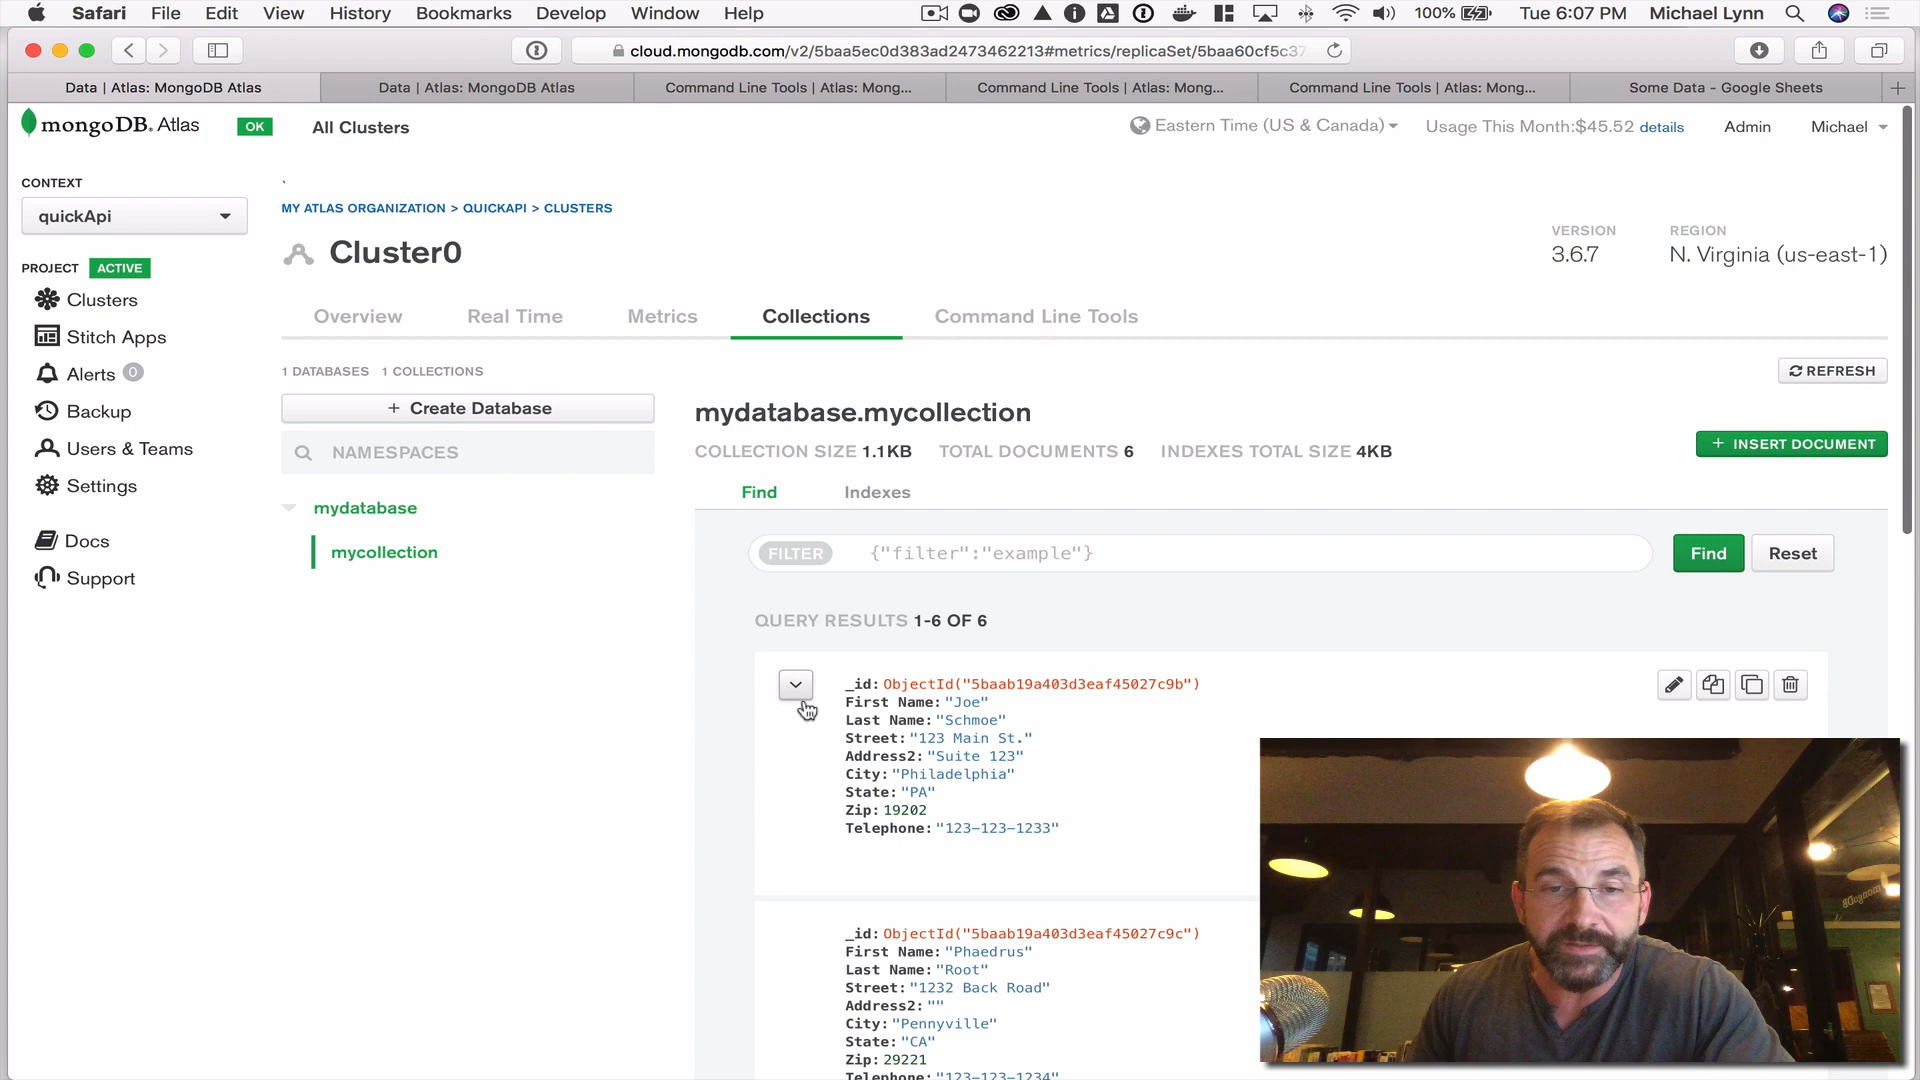 Safari File Edit View History Bookmarks Develop Window Help 100% Tue 6:07 PM Michael Lynn
cloud.mongodb.com/v2/5baa5ec0d383ad2473462213#metrics/replicaSet/5baa60cf5c37
Data | Atlas: MongoDB Atlas Data | Atlas: MongoDB Atlas Command Line Tools | Atlas: Mong... Command Line Tools | Atlas: Mong... Command Line Tools | Atlas: Mong... Some Data - Google Sheets
mongoDB. Atlas OK All Clusters Eastern Time (US & Canada) Usage This Month:$45.52 details Admin Michael
CONTEXT
quickApi
PROJECT ACTIVE
Clusters
Stitch Apps
Alerts 0
Backup
Users & Teams
Settings
Docs
Support
MY ATLAS ORGANIZATION > QUICKAPI > CLUSTERS
Cluster0
VERSION
3.6.7
REGION
N. Virginia (us-east-1)
Overview Real Time Metrics Collections Command Line Tools
1 DATABASES 1 COLLECTIONS
REFRESH
+ Create Database
NAMESPACES
mydatabase
mycollection
mydatabase.mycollection
COLLECTION SIZE 1.1KB TOTAL DOCUMENTS 6 INDEXES TOTAL SIZE 4KB
+ INSERT DOCUMENT
Find Indexes
FILTER {"filter":"example"}
Find Reset
QUERY RESULTS 1-6 OF 6
_id: ObjectId("5baab19a403d3eaf45027c9b")
First Name: "Joe"
Last Name: "Schmoe"
Street: "123 Main St."
Address2: "Suite 123"
City: "Philadelphia"
State: "PA"
Zip: 19202
Telephone: "123-123-1233"
_id: ObjectId("5baab19a403d3eaf45027c9c")
First Name: "Phaedrus"
Last Name: "Root"
Street: "1232 Back Road"
Address2: ""
City: "Pennyville"
State: "CA"
Zip: 29221
Telephone: "123-123-1234"
mongoDB